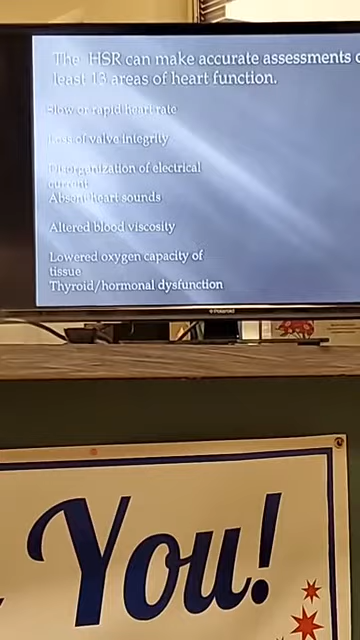 The HSR can make accurate assessments o
least 13 areas of heart function.
Slow or rapid heart rate
Loss of valve integrity
Disorganization of electrical
current
Absent heart sounds
Altered blood viscosity
Lowered oxygen capacity of
tissue
Thyroid/hormonal dysfunction
Polaroid
You!